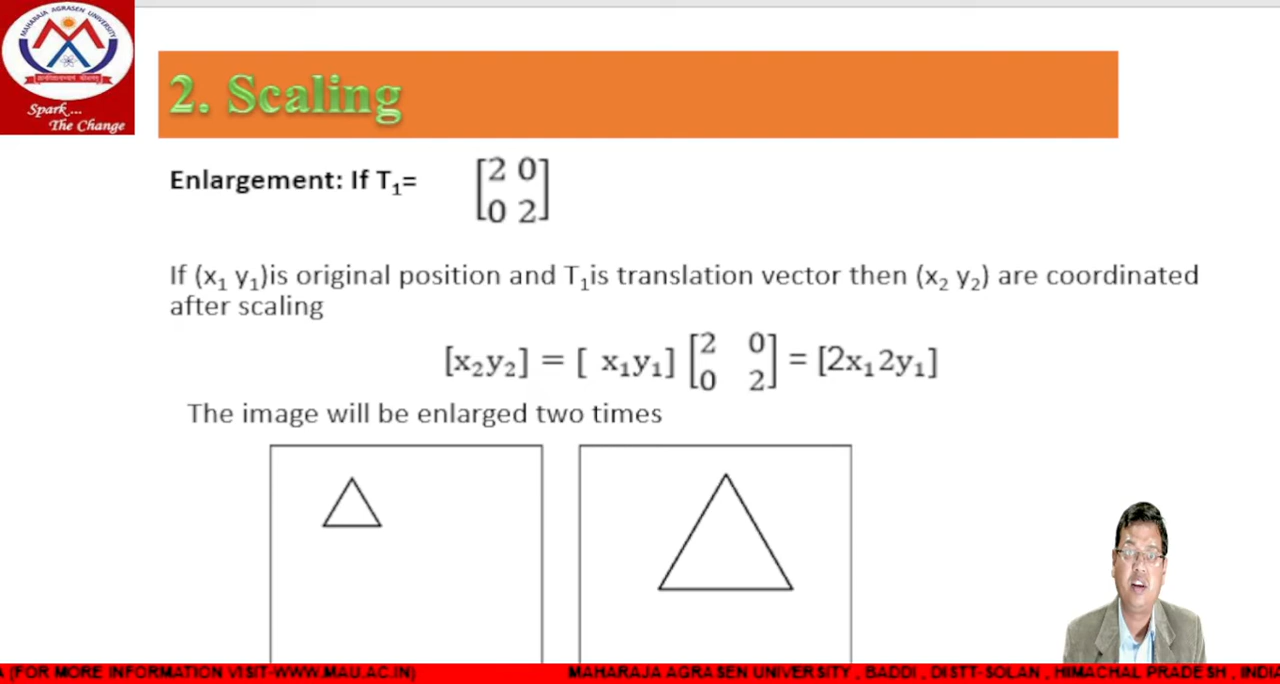 MAHARAJA AGRASEN UNIVERSITY
Spark...
The Change
2. Scaling
Enlargement: If T₁= [2 0
0 2]
If (x₁ y₁)is original position and T₁is translation vector then (x₂ y₂) are coordinated
after scaling
[x₂y₂] = [ x₁y₁] [2 0
0 2] = [2x₁2y₁]
The image will be enlarged two times
A (FOR MORE INFORMATION VISIT-WWW.MAU.AC.IN) MAHARAJA AGRASEN UNIVERSITY , BADDI , DISTT- SOLAN , HIMACHAL PRADESH , INDIA